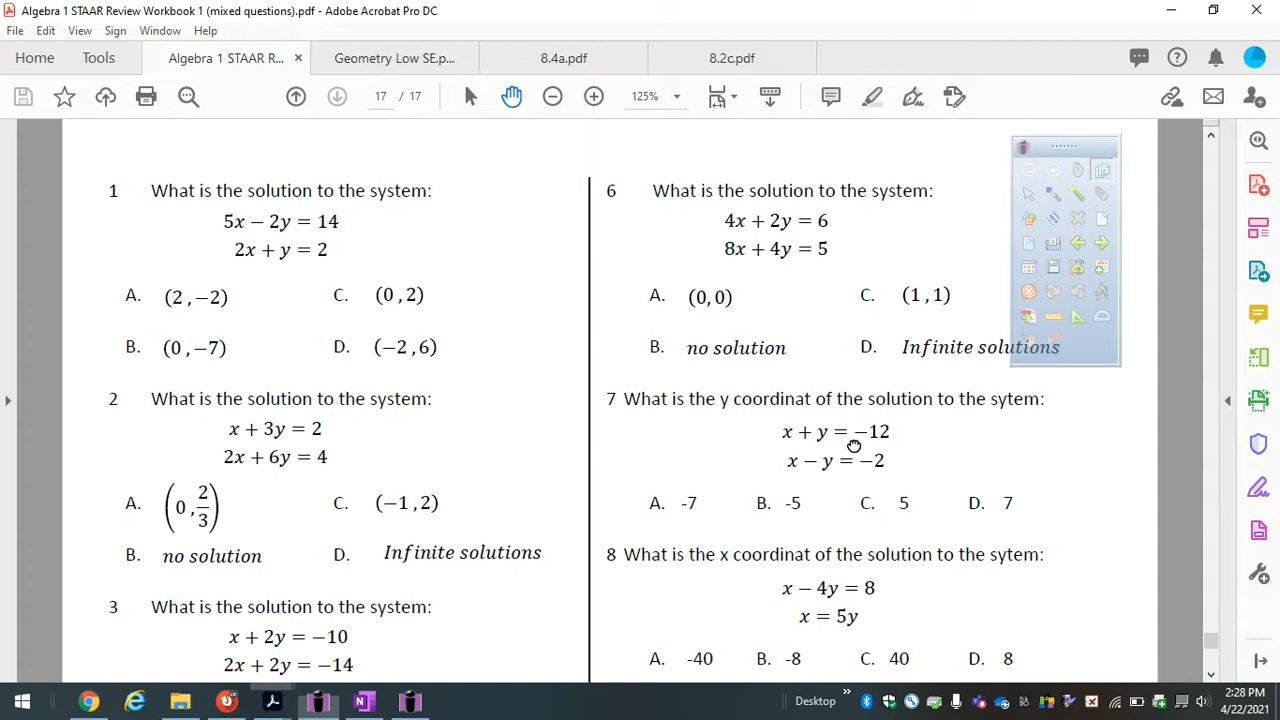 Algebra 1 STAAR Review Workbook 1 (mixed questions).pdf - Adobe Acrobat Pro DC
File Edit View Sign Window Help
Home Tools Algebra 1 STAAR R... × Geometry Low SE.p... 8.4a.pdf 8.2c.pdf
17 / 17 125%
1 What is the solution to the system:
5x − 2y = 14
2x + y = 2
A. (2 , −2) C. (0 , 2)
B. (0 , −7) D. (−2 , 6)
2 What is the solution to the system:
x + 3y = 2
2x + 6y = 4
A. (0 , 2/3) C. (−1 , 2)
B. no solution D. Infinite solutions
3 What is the solution to the system:
x + 2y = −10
2x + 2y = −14
6 What is the solution to the system:
4x + 2y = 6
8x + 4y = 5
A. (0, 0) C. (1 , 1)
B. no solution D. Infinite solutions
7 What is the y coordinat of the solution to the sytem:
x + y = −12
x − y = −2
A. -7 B. -5 C. 5 D. 7
8 What is the x coordinat of the solution to the sytem:
x − 4y = 8
x = 5y
A. -40 B. -8 C. 40 D. 8
Desktop » 2:28 PM
4/22/2021